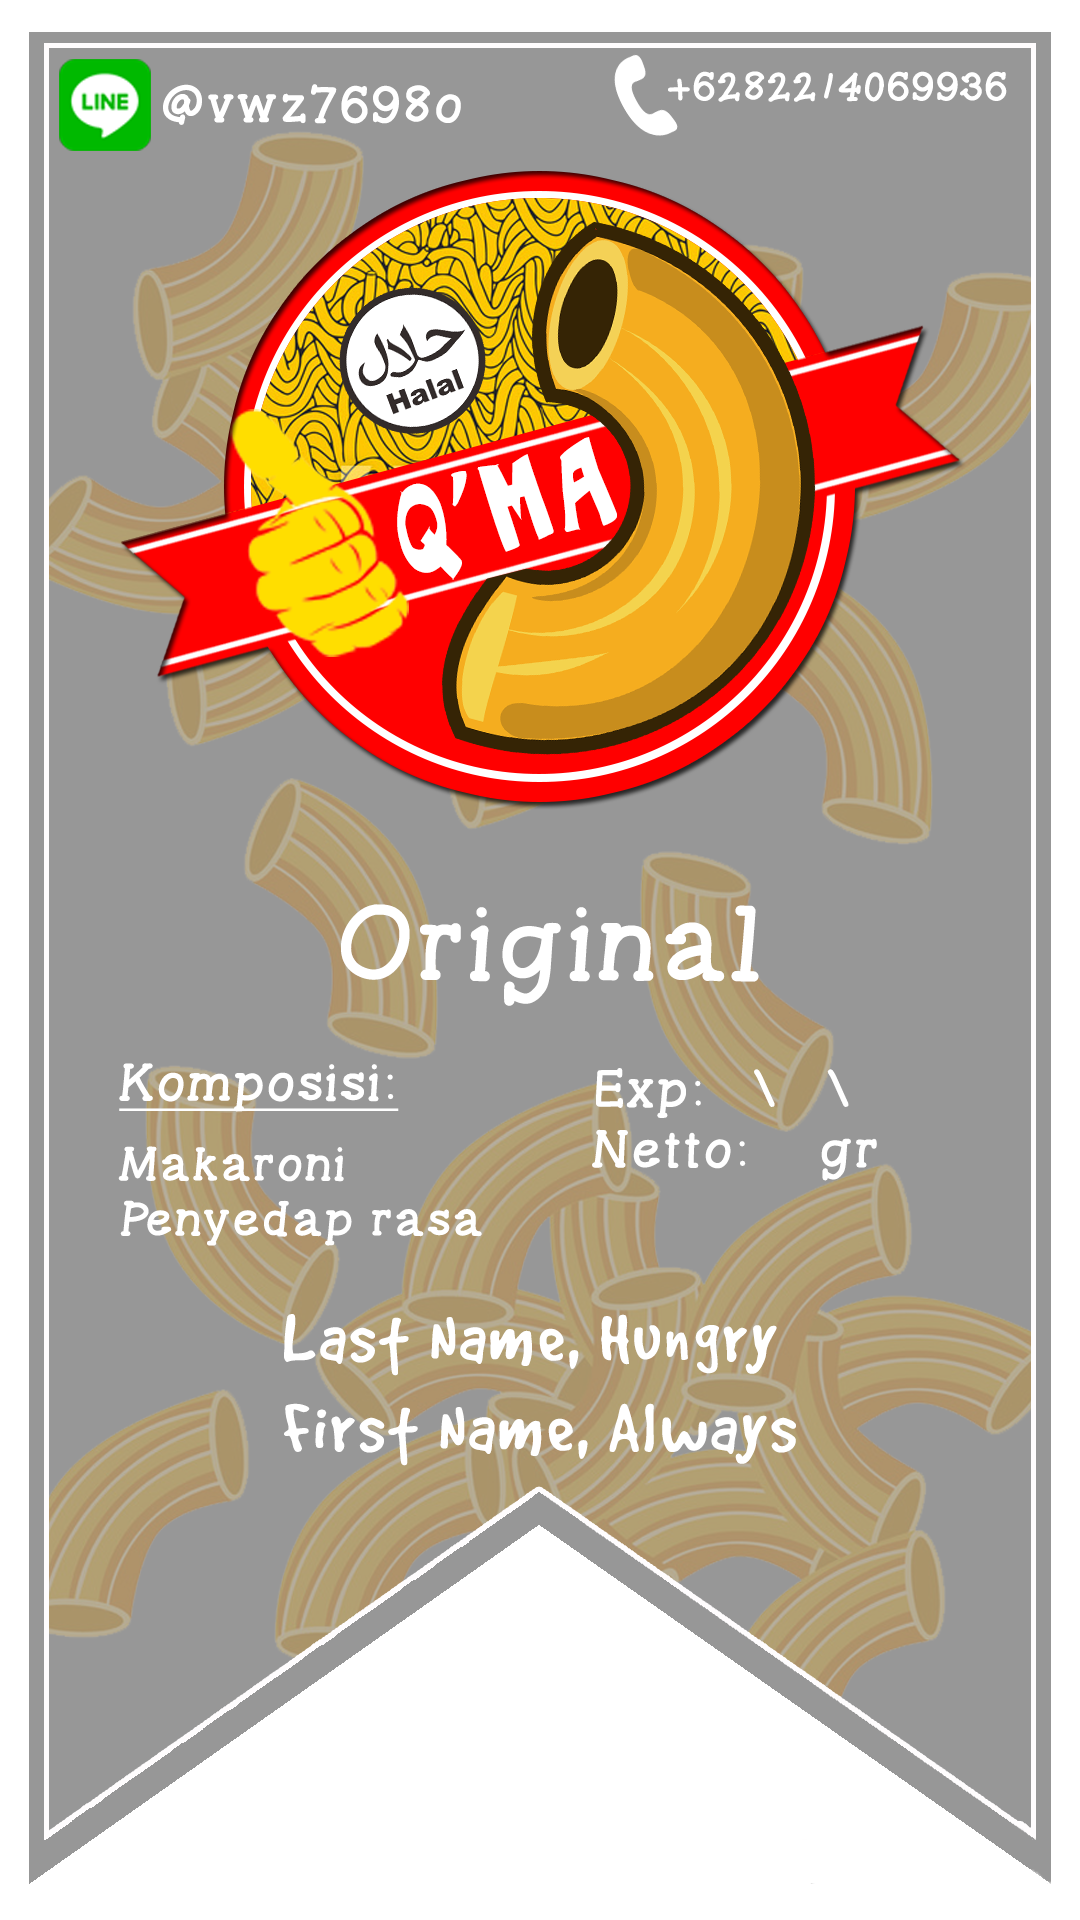 LINE
@vwz7698o
+6282214069936
حلال
Halal
Q'MA
Original
Komposisi:
Makaroni
Penyedap rasa
Exp: \ \
Netto: gr
Last Name, Hungry
First Name, Always